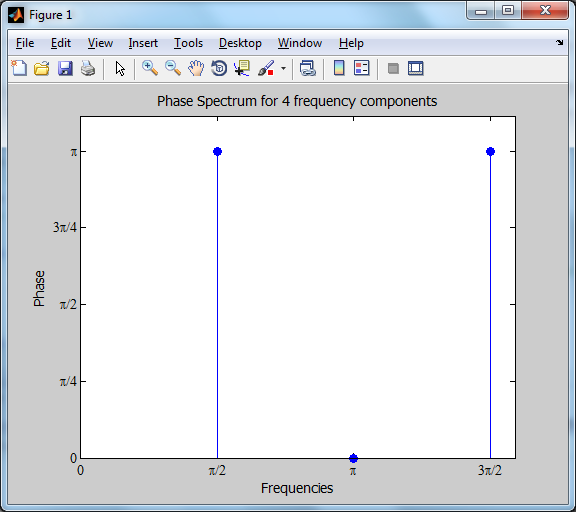 Figure 1
File Edit View Insert Tools Desktop Window Help
Phase Spectrum for 4 frequency components
π
3π/4
π/2
π/4
0
Phase
0 π/2 π 3π/2
Frequencies